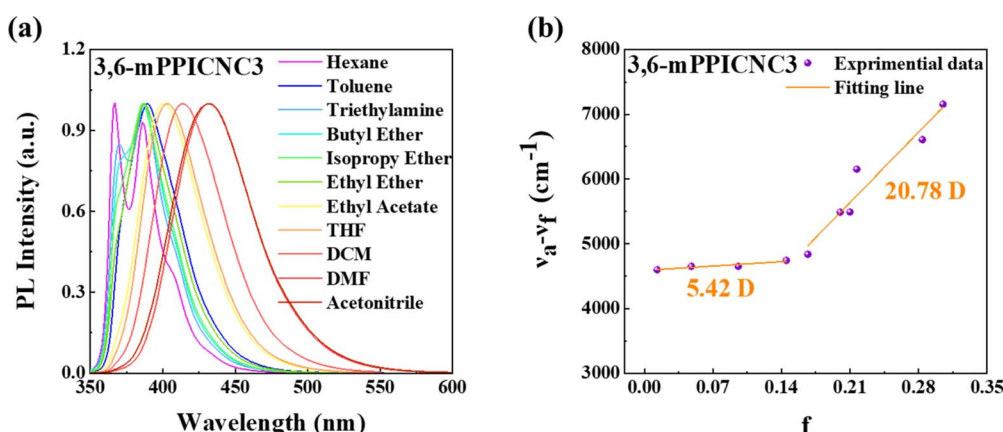 (a)
3,6-mPPICNC3
Hexane
Toluene
Triethylamine
Butyl Ether
Isopropy Ether
Ethyl Ether
Ethyl Acetate
THF
DCM
DMF
Acetonitrile
PL Intensity (a.u.)
1.2
0.9
0.6
0.3
0.0
350 400 450 500 550 600
Wavelength (nm)
(b)
3,6-mPPICNC3
Exprimential data
Fitting line
νa-νf (cm-1)
8000
7000
6000
5000
4000
3000
20.78 D
5.42 D
0.00 0.07 0.14 0.21 0.28 0.35
f